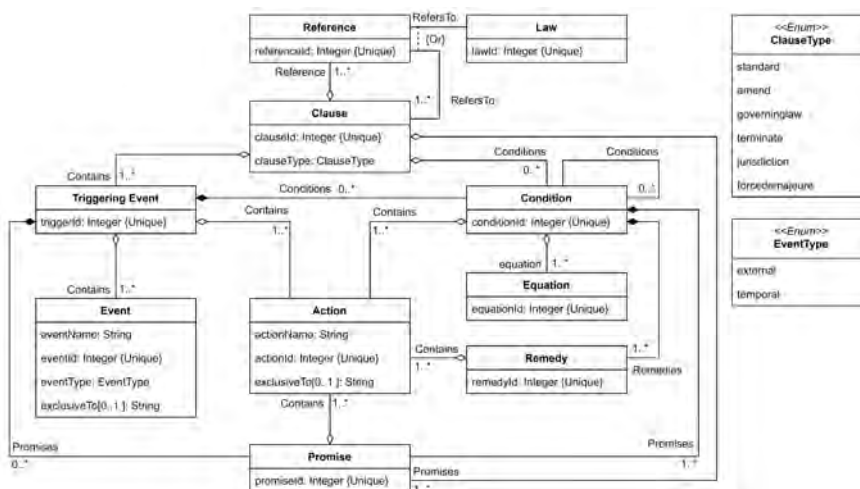 Reference
referenceId: Integer {Unique}
RefersTo
{Or}
Law
lawId: Integer {Unique}
<<Enum>>
ClauseType
standard
amend
governinglaw
terminate
jurisdiction
forcedemajeure
Reference
1..*
1..*
RefersTo
Clause
clauseId: Integer {Unique}
clauseType: ClauseType
Contains
1..*
Conditions
0..*
Conditions
0..*
Triggering Event
triggerId: Integer {Unique}
Conditions
0..*
Condition
conditionId: Integer {Unique}
<<Enum>>
EventType
external
temporal
Contains
1..*
Contains
1..*
equation
1..*
Equation
equationId: Integer {Unique}
Contains
1..*
Event
eventName: String
eventId: Integer {Unique}
eventType: EventType
exclusiveTo[0..1]: String
Action
actionName: String
actionId: Integer {Unique}
exclusiveTo[0..1]: String
Contains
1..*
Remedy
remedyId: Integer {Unique}
1..*
Remedies
Contains
1..*
Promises
0..*
Promise
promiseId: Integer {Unique}
Promises
1..*
Promises
1..*